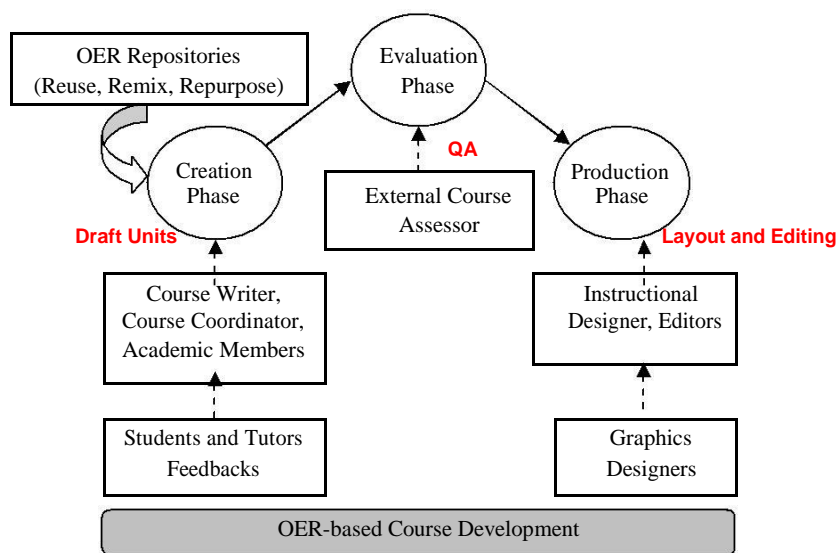 OER Repositories
(Reuse, Remix, Repurpose)
Evaluation
Phase
QA
Creation
Phase
External Course
Assessor
Production
Phase
Draft Units
Layout and Editing
Course Writer,
Course Coordinator,
Academic Members
Instructional
Designer, Editors
Students and Tutors
Feedbacks
Graphics
Designers
OER-based Course Development